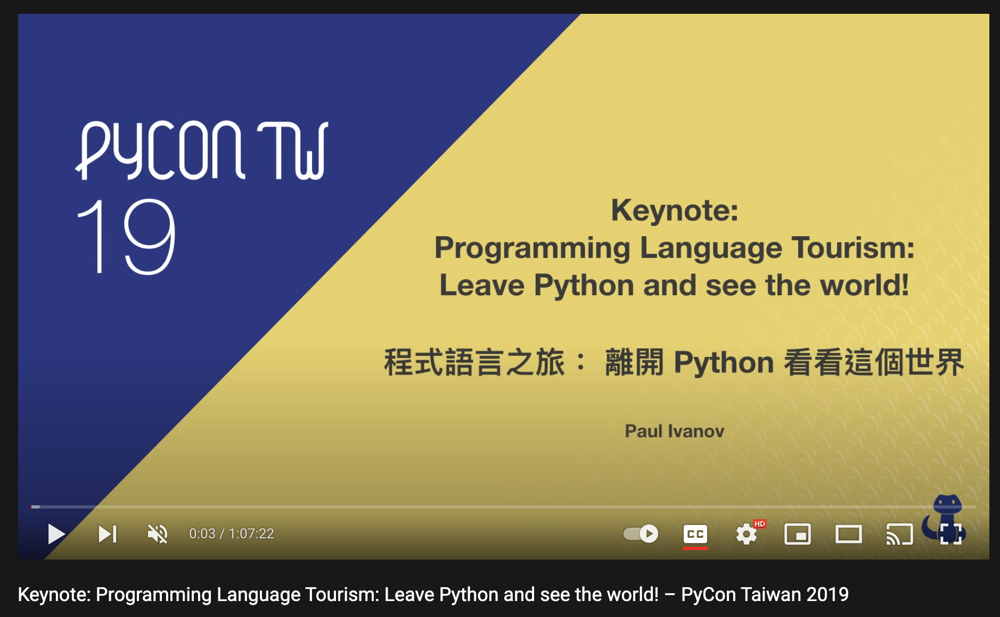 PYCON TW
19
Keynote:
Programming Language Tourism:
Leave Python and see the world!
程式語言之旅： 離開 Python 看看這個世界
Paul Ivanov
0:03 / 1:07:22
CC
HD
Keynote: Programming Language Tourism: Leave Python and see the world! – PyCon Taiwan 2019